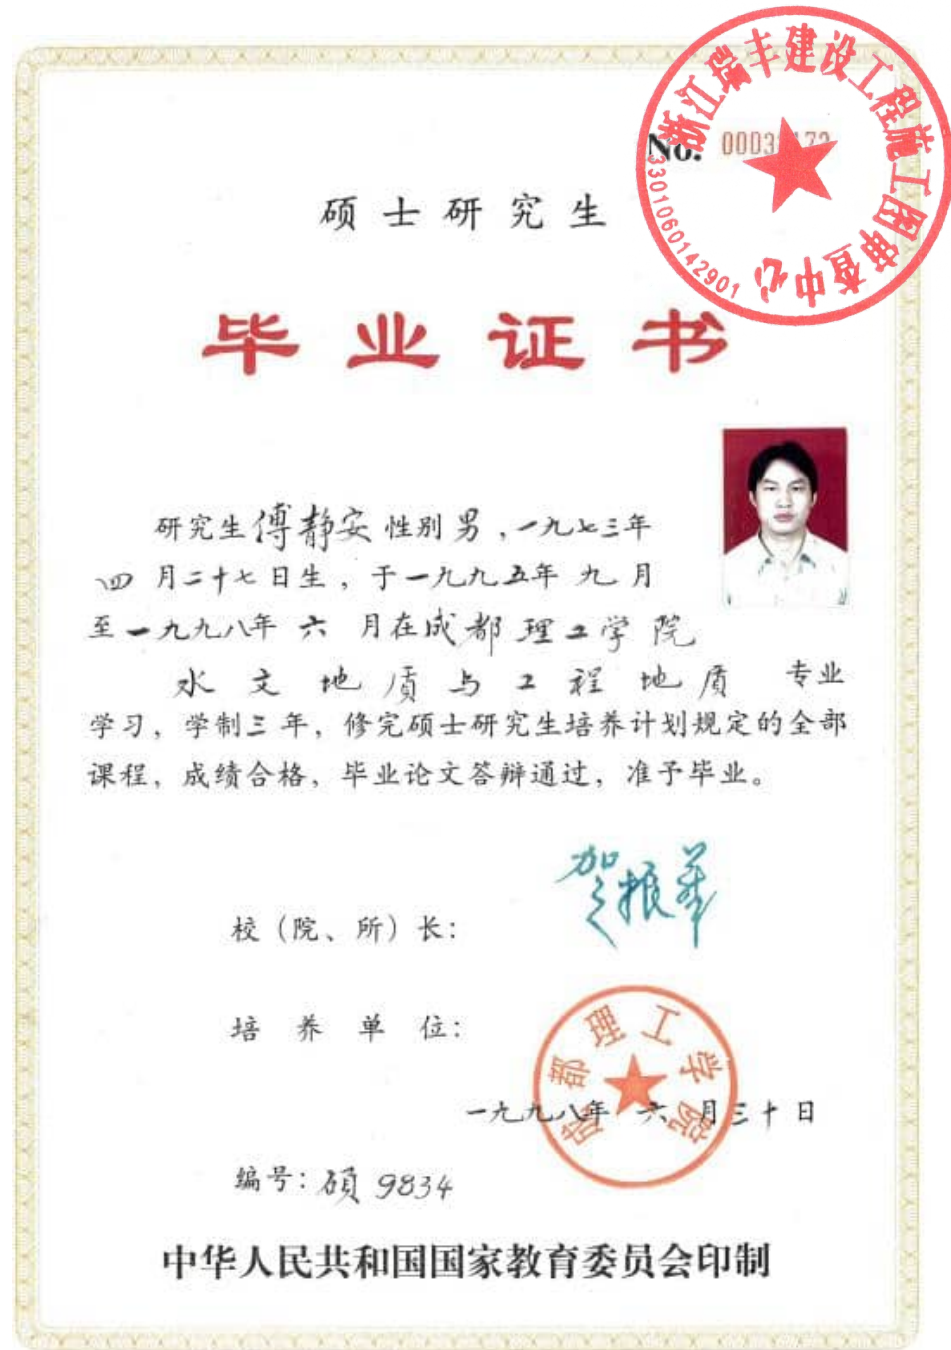 浙江瑞丰建设工程施工图审查中心
3301060142901
No.
硕士研究生
毕业证书
研究生傅静安性别男,一九七三年
四月二十七日生,于一九九五年九月
至一九九八年六月在成都理工学院
水文地质与工程地质专业
学习,学制三年,修完硕士研究生培养计划规定的全部
课程,成绩合格,毕业论文答辩通过,准予毕业。
贺振华
校(院、所)长:
培养单位:
成都理工学院
一九九八年六月三十日
编号:硕9834
中华人民共和国国家教育委员会印制